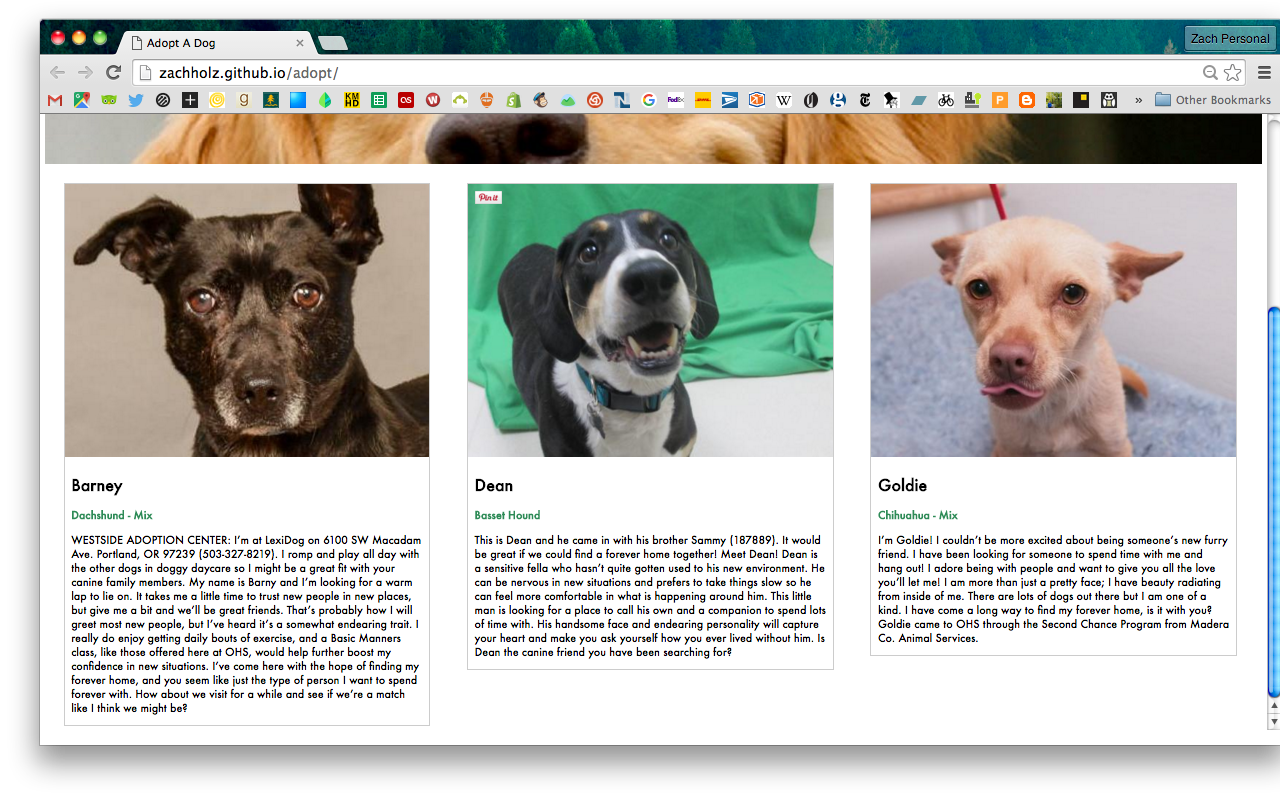 Adopt A Dog
Zach Personal
zachholz.github.io/adopt/
KM
HD
FedEx
W
P
B
»
Other Bookmarks
Pin it
Barney
Dachshund - Mix
WESTSIDE ADOPTION CENTER: I'm at LexiDog on 6100 SW Macadam
Ave. Portland, OR 97239 (503-327-8219). I romp and play all day with
the other dogs in doggy daycare so I might be a great fit with your
canine family members. My name is Barny and I'm looking for a warm
lap to lie on. It takes me a little time to trust new people in new places,
but give me a bit and we'll be great friends. That's probably how I will
greet most new people, but I've heard it's a somewhat endearing trait. I
really do enjoy getting daily bouts of exercise, and a Basic Manners
class, like those offered here at OHS, would help further boost my
confidence in new situations. I've come here with the hope of finding my
forever home, and you seem like just the type of person I want to spend
forever with. How about we visit for a while and see if we're a match
like I think we might be?
Dean
Basset Hound
This is Dean and he came in with his brother Sammy (187889). It would
be great if we could find a forever home together! Meet Dean! Dean is
a sensitive fella who hasn't quite gotten used to his new environment. He
can be nervous in new situations and prefers to take things slow so he
can feel more comfortable in what is happening around him. This little
man is looking for a place to call his own and a companion to spend lots
of time with. His handsome face and endearing personality will capture
your heart and make you ask yourself how you ever lived without him. Is
Dean the canine friend you have been searching for?
Goldie
Chihuahua - Mix
I'm Goldie! I couldn't be more excited about being someone's new furry
friend. I have been looking for someone to spend time with me and
hang out! I adore being with people and want to give you all the love
you'll let me! I am more than just a pretty face; I have beauty radiating
from inside of me. There are lots of dogs out there but I am one of a
kind. I have come a long way to find my forever home, is it with you?
Goldie came to OHS through the Second Chance Program from Madera
Co. Animal Services.